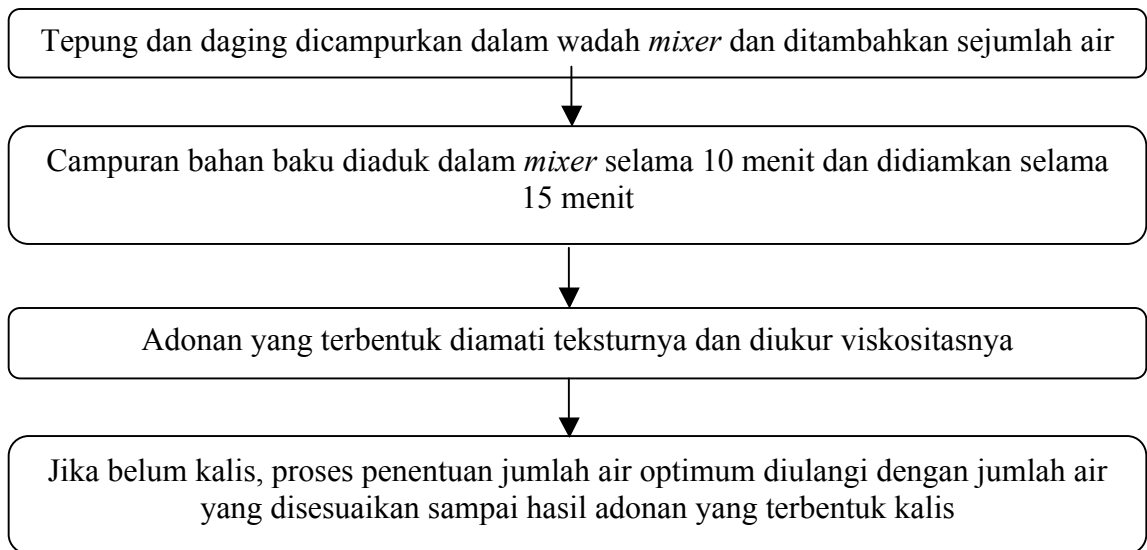 Tepung dan daging dicampurkan dalam wadah mixer dan ditambahkan sejumlah air
Campuran bahan baku diaduk dalam mixer selama 10 menit dan didiamkan selama
15 menit
Adonan yang terbentuk diamati teksturnya dan diukur viskositasnya
Jika belum kalis, proses penentuan jumlah air optimum diulangi dengan jumlah air
yang disesuaikan sampai hasil adonan yang terbentuk kalis